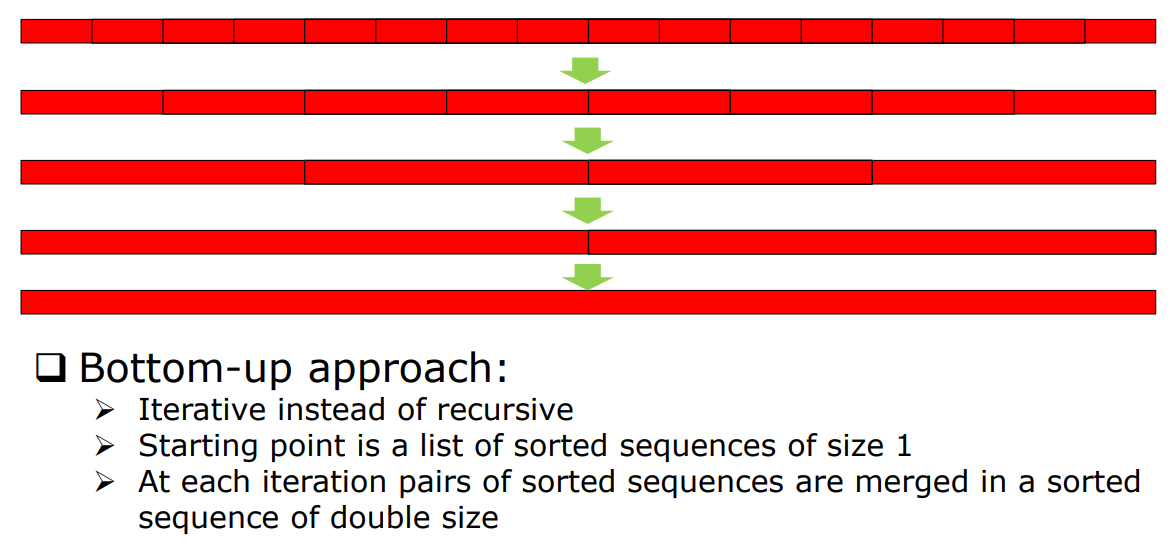 ❑ Bottom-up approach:
➢ Iterative instead of recursive
➢ Starting point is a list of sorted sequences of size 1
➢ At each iteration pairs of sorted sequences are merged in a sorted
sequence of double size